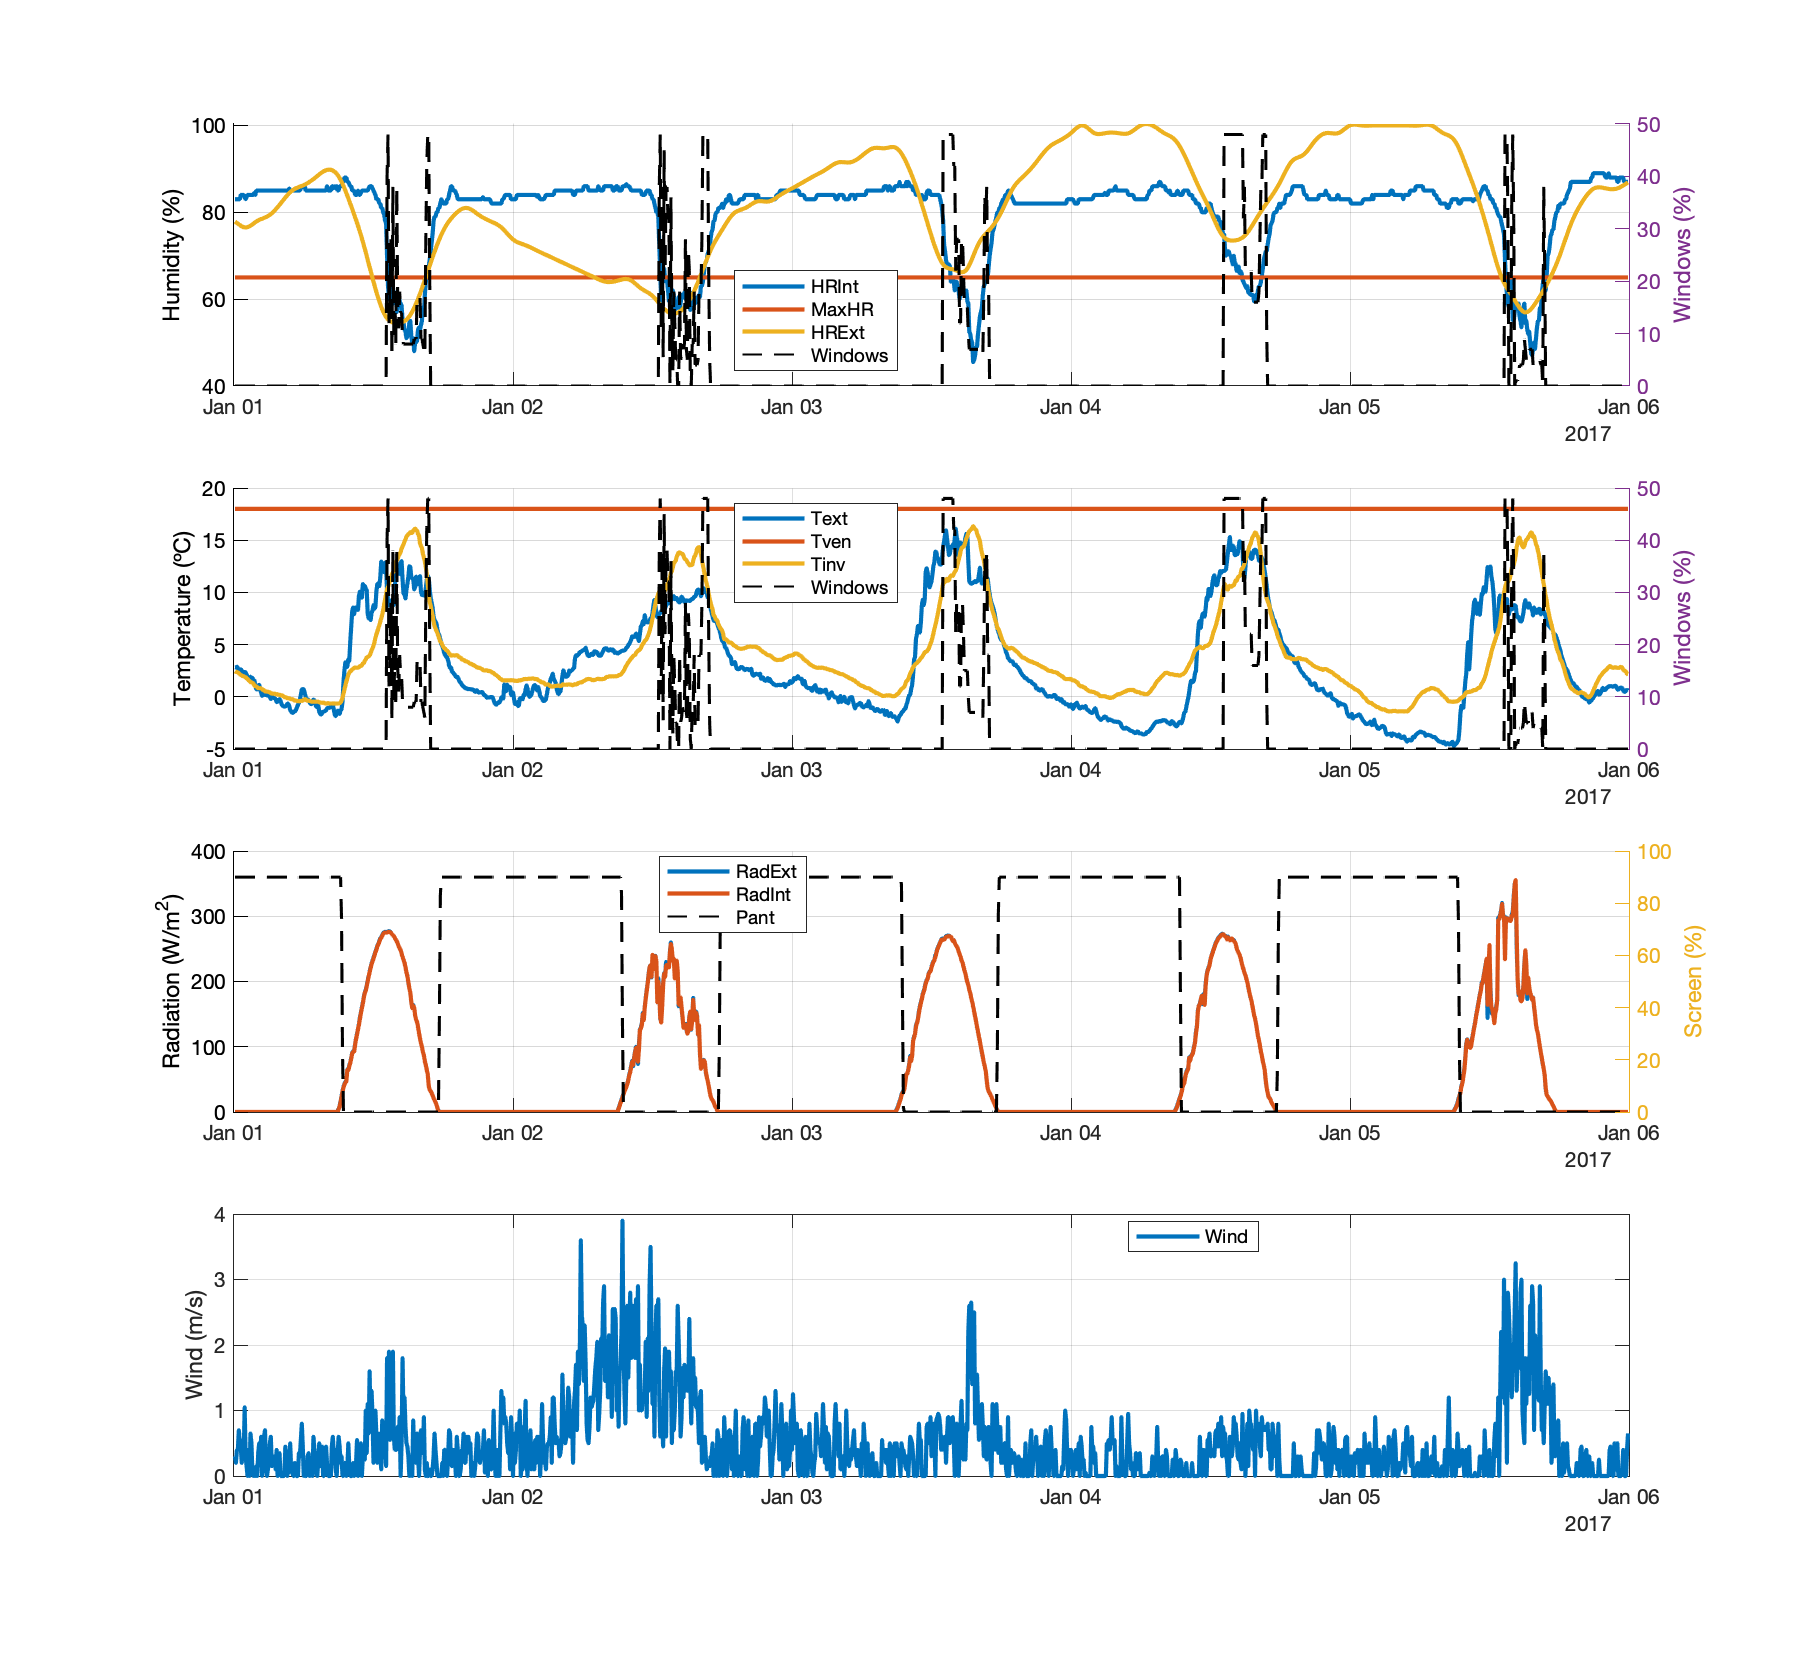 100
80
60
40
Humidity (%)
50
40
30
20
10
0
Windows (%)
HRInt
MaxHR
HRExt
Windows
Jan 01 Jan 02 Jan 03 Jan 04 Jan 05 Jan 06
2017
20
15
10
5
0
-5
Temperature (ºC)
50
40
30
20
10
0
Windows (%)
Text
Tven
Tinv
Windows
Jan 01 Jan 02 Jan 03 Jan 04 Jan 05 Jan 06
2017
400
300
200
100
0
Radiation (W/m2)
100
80
60
40
20
0
Screen (%)
RadExt
RadInt
Pant
Jan 01 Jan 02 Jan 03 Jan 04 Jan 05 Jan 06
2017
4
3
2
1
0
Wind (m/s)
Wind
Jan 01 Jan 02 Jan 03 Jan 04 Jan 05 Jan 06
2017